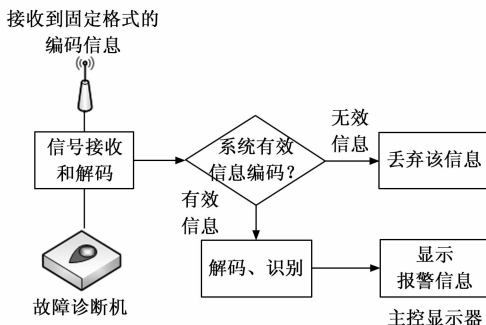 接收到固定格式的
编码信息
信号接收
和解码
故障诊断机
系统有效
信息编码?
无效
信息
丢弃该信息
有效
信息
解码、识别
显示
报警信息
主控显示器